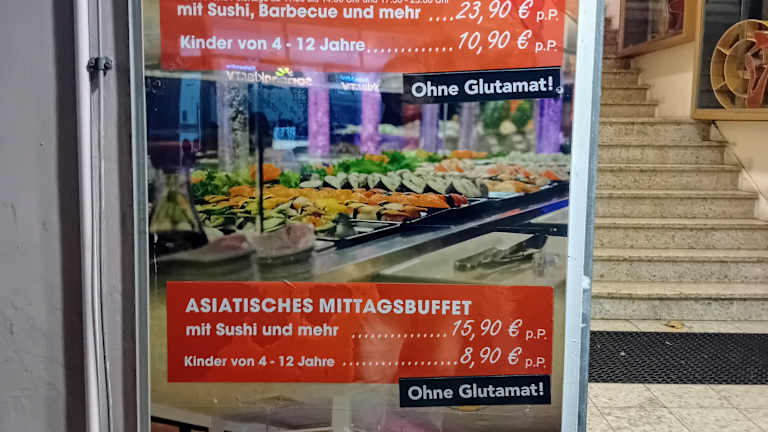 mit Sushi, Barbecue und mehr ....23,90 € p.P.
Kinder von 4 - 12 Jahre.............10,90 € p.P.
Ohne Glutamat!
ASIATISCHES MITTAGSBUFFET
mit Sushi und mehr ................15,90 € p.P.
Kinder von 4 - 12 Jahre ................8,90 € p.P.
Ohne Glutamat!